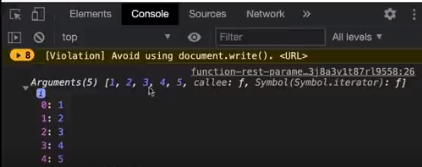 Elements Console Sources Network »
top Filter All levels
8 [Violation] Avoid using document.write(). <URL>
function-rest-parame…3j8a3v1t87rl9558:26
Arguments(5) [1, 2, 3, 4, 5, callee: ƒ, Symbol(Symbol.iterator): ƒ]
i
0: 1
1: 2
2: 3
3: 4
4: 5